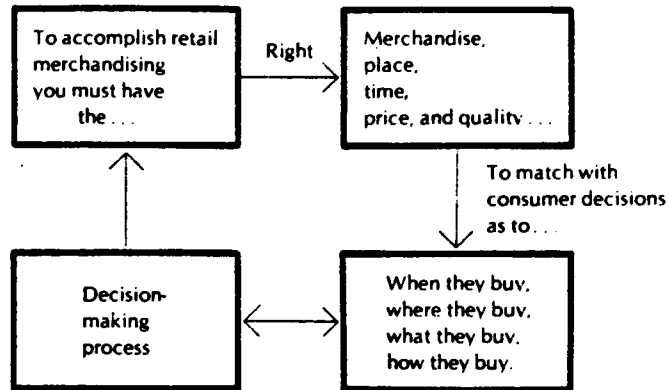 To accomplish retail
merchandising
you must have
the ...
Right
Merchandise,
place,
time,
price, and quality ...
To match with
consumer decisions
as to ...
When they buy,
where they buy,
what they buy,
how they buy.
Decision-
making
process